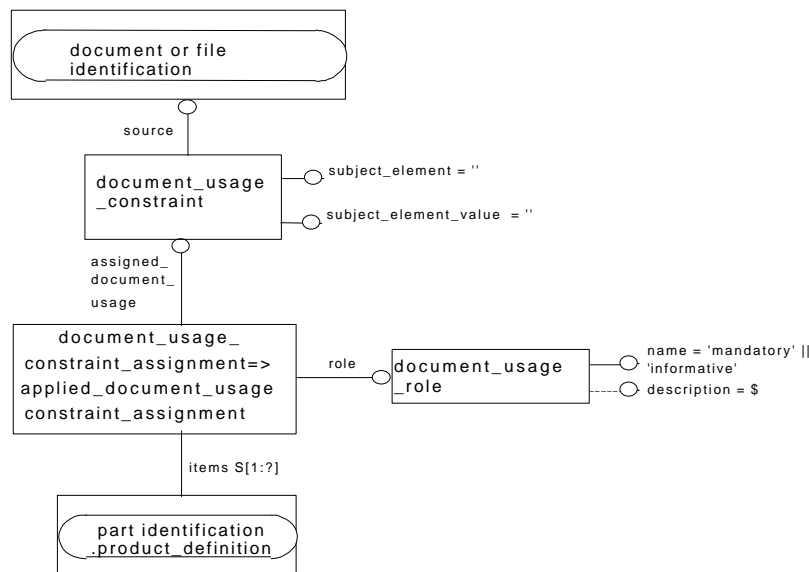 document or file
identification
source
document_usage
_constraint
subject_element = ''
subject_element_value = ''
assigned_
document_
usage
document_usage_
constraint_assignment=>
applied_document_usage
constraint_assignment
role
document_usage
_role
name = 'mandatory' ||
'informative'
description = $
items S[1:?]
part identification
.product_definition